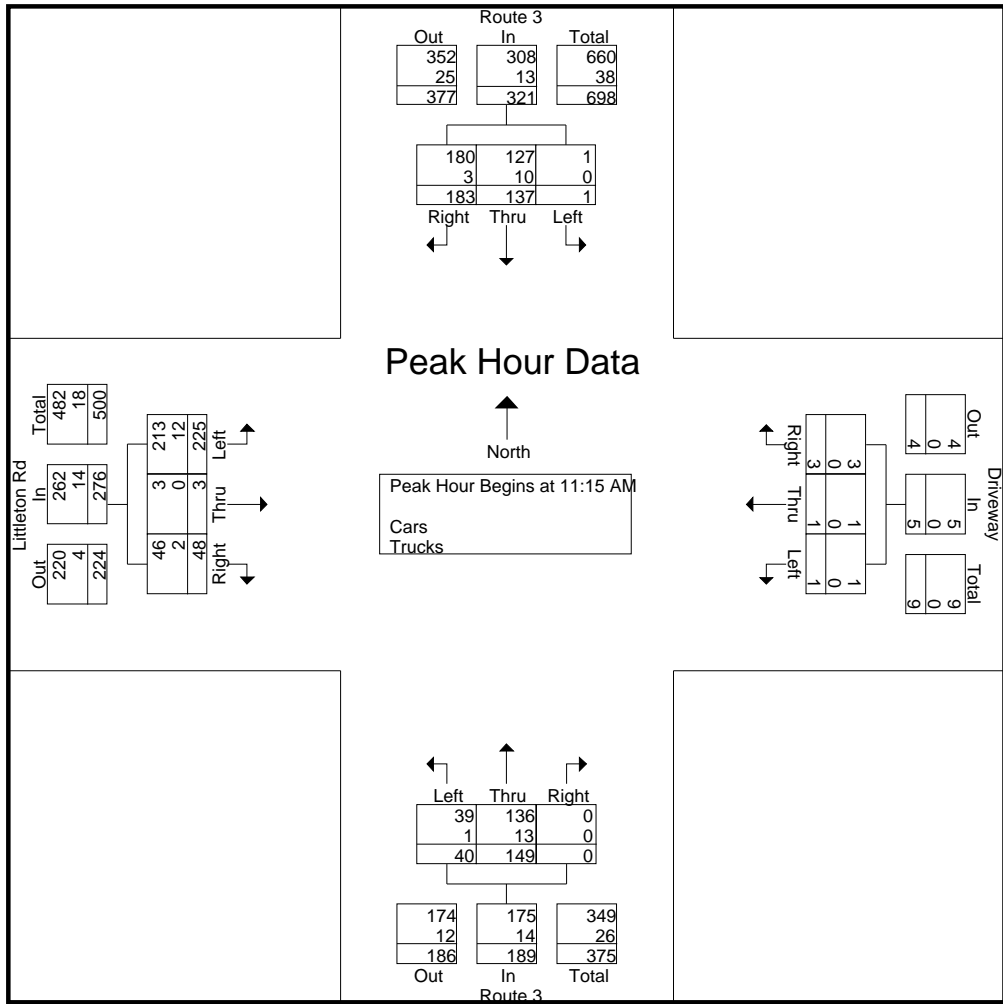 Route 3
Out In Total
352 308 660
25 13 38
377 321 698
180 127 1
3 10 0
183 137 1
Right Thru Left
Peak Hour Data
North
Peak Hour Begins at 11:15 AM
Cars
Trucks
Littleton Rd
Out In Total
220 262 482
4 14 18
224 276 500
Right Thru Left
46 3 213
2 0 12
48 3 225
Driveway
Out In Total
4 5 9
0 0 0
4 5 9
Right Thru Left
3 1 1
0 0 0
3 1 1
Left Thru Right
39 136 0
1 13 0
40 149 0
174 175 349
12 14 26
186 189 375
Out In Total
Route 3